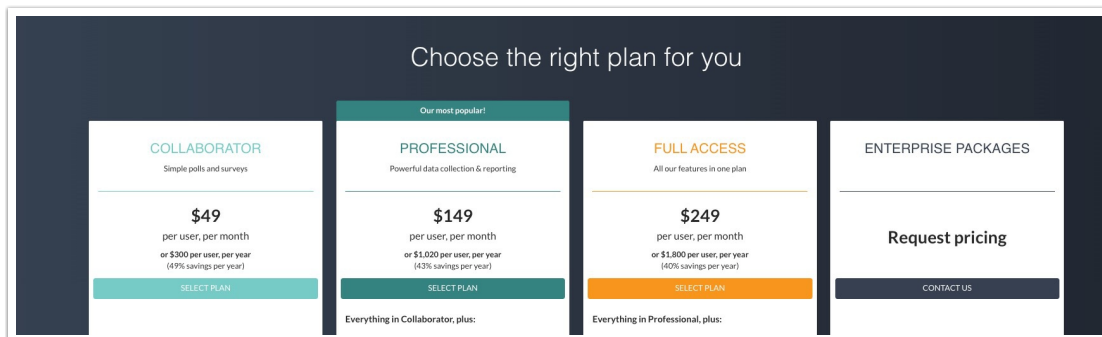 Choose the right plan for you
Our most popular!
COLLABORATOR
Simple polls and surveys
$49
per user, per month
or $300 per user, per year
(49% savings per year)
SELECT PLAN
PROFESSIONAL
Powerful data collection & reporting
$149
per user, per month
or $1,020 per user, per year
(43% savings per year)
SELECT PLAN
Everything in Collaborator, plus:
FULL ACCESS
All our features in one plan
$249
per user, per month
or $1,800 per user, per year
(40% savings per year)
SELECT PLAN
Everything in Professional, plus:
ENTERPRISE PACKAGES
Request pricing
CONTACT US